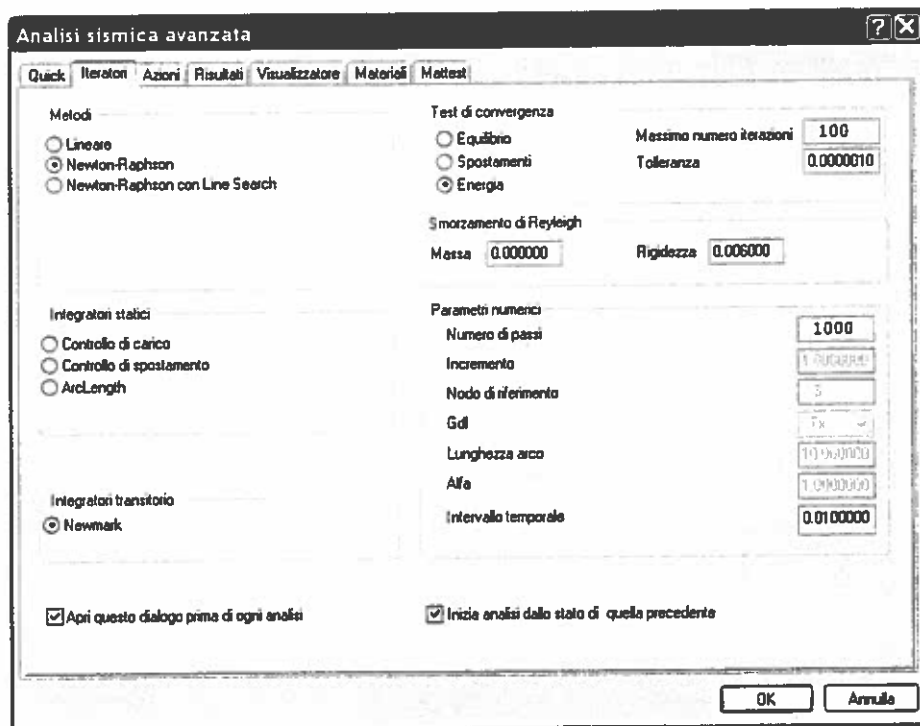 Analisi sismica avanzata
Quick Iteratori Azioni Risultati Visualizzatore Materiali Mattest
Metodi
Lineare
Newton-Raphson
Newton-Raphson con Line Search
Test di convergenza
Equilibrio
Spostamenti
Energia
Massimo numero iterazioni 100
Tolleranza 0.0000010
Smorzamento di Reyleigh
Massa 0.000000 Rigidezza 0.006000
Integratori statici
Controllo di carico
Controllo di spostamento
ArcLength
Integratori transitorio
Newmark
Parametri numerici
Numero di passi 1000
Incremento
Nodo di riferimento
Gdl
Lunghezza arco
Alfa
Intervallo temporale 0.0100000
Apri questo dialogo prima di ogni analisi
Inizia analisi dallo stato di quella precedente
OK Annulla